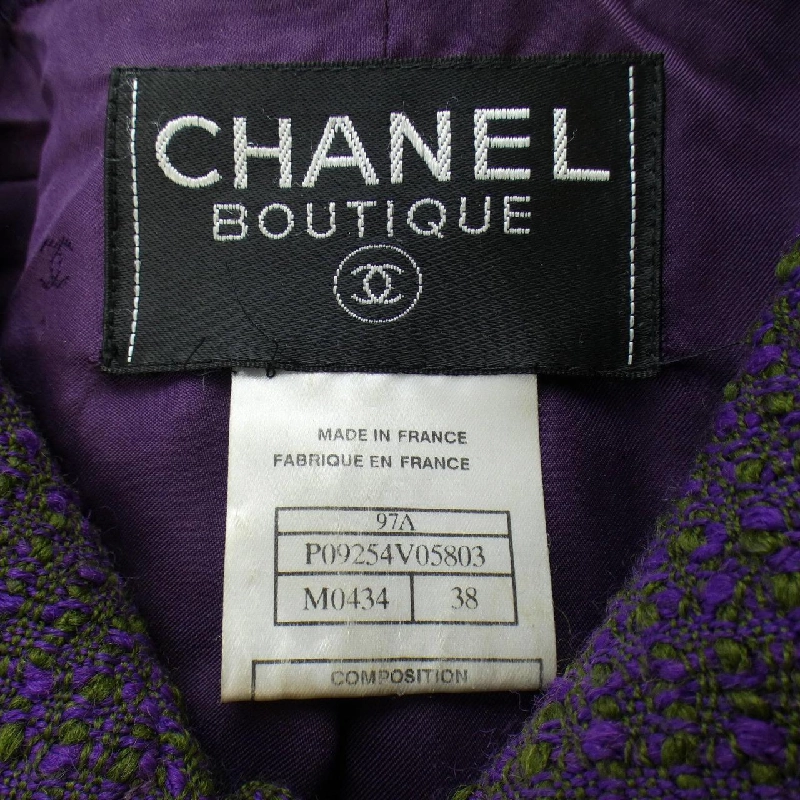 CHANEL
BOUTIQUE
MADE IN FRANCE
FABRIQUE EN FRANCE
97A
P09254V05803
M0434 38
COMPOSITION